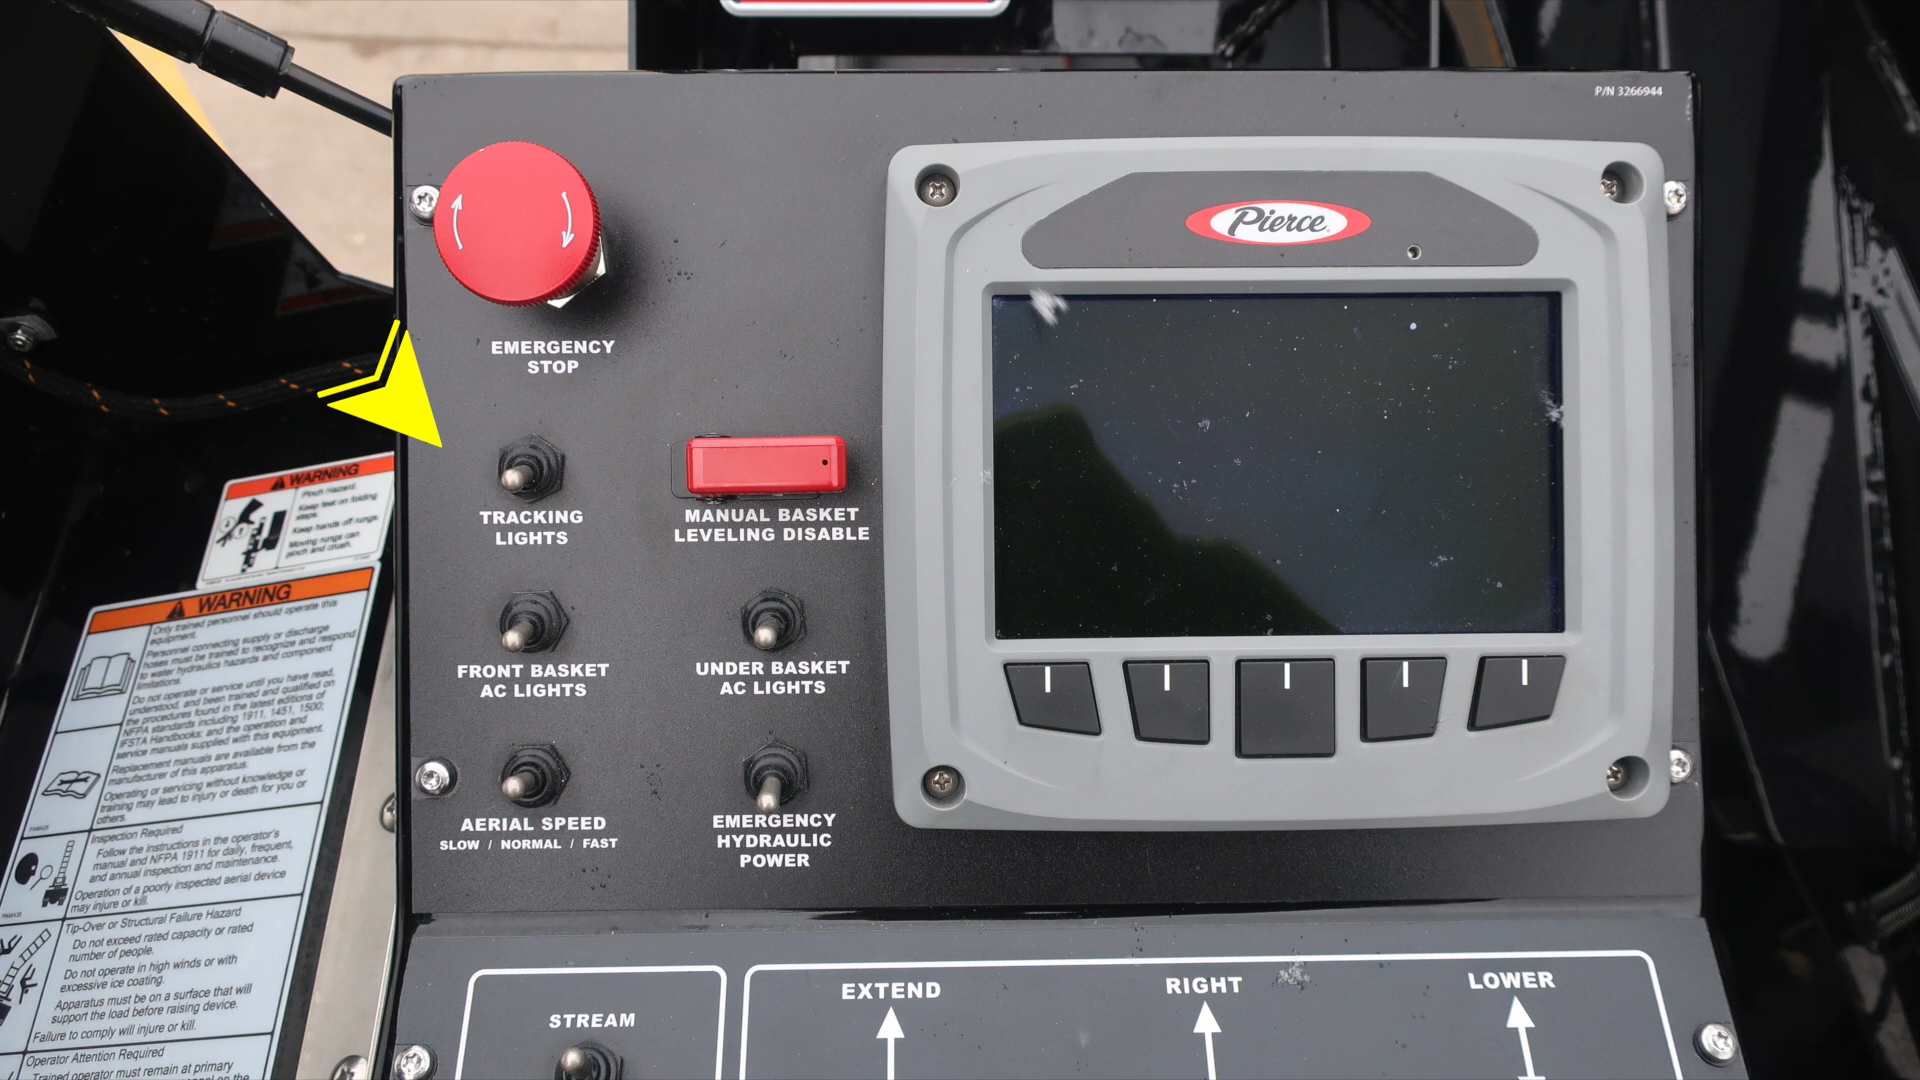 P/N 3266944
Pierce
EMERGENCY
STOP
TRACKING
LIGHTS
MANUAL BASKET
LEVELING DISABLE
FRONT BASKET
AC LIGHTS
UNDER BASKET
AC LIGHTS
AERIAL SPEED
SLOW / NORMAL / FAST
EMERGENCY
HYDRAULIC
POWER
STREAM
EXTEND
RIGHT
LOWER
WARNING
Pinch Hazard.
Keep feet on folding
steps.
Keep hands off rungs.
Moving rungs can
pinch and crush.
WARNING
Only trained personnel should operate this
equipment.
Personnel connecting supply or discharge
hoses must be trained to recognize and respond
to water hydraulics hazards and component
limitations.
Do not operate or service until you have read,
understood, and been trained and qualified on
the procedures found in the latest editions of
NFPA standards including 1911, 1451, 1500;
IFSTA Handbooks; and the operation and
service manuals supplied with this equipment.
Replacement manuals are available from the
manufacturer of this apparatus.
Operating or servicing without knowledge or
training may lead to injury or death for you or
others.
Inspection Required
Follow the instructions in the operator's
manual and NFPA 1911 for daily, frequent,
and annual inspection and maintenance.
Operation of a poorly inspected aerial device
may injure or kill.
Tip-Over or Structural Failure Hazard
Do not exceed rated capacity or rated
number of people.
Do not operate in high winds or with
excessive ice coating.
Apparatus must be on a surface that will
support the load before raising device.
Failure to comply will injure or kill.
Operator Attention Required
Trained operator must remain at primary